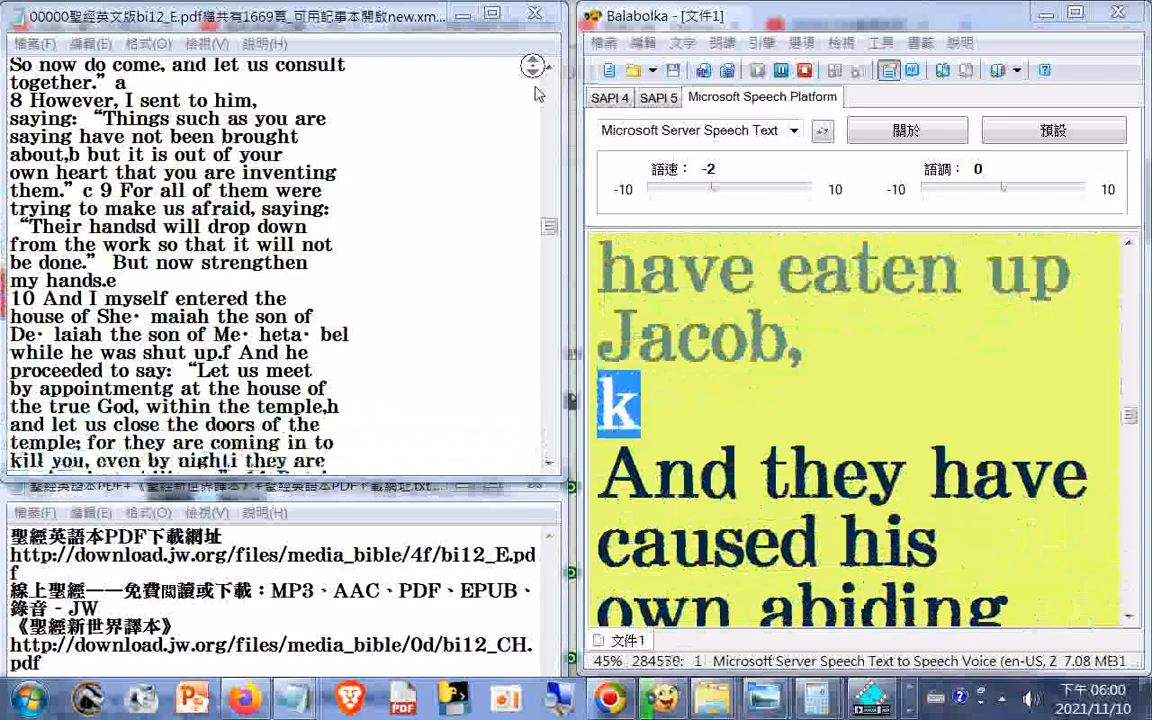 00000聖經英文版bi12_E.pdf檔共有1669頁_可用記事本開啟new.xm...
檔案(F) 編輯(E) 格式(O) 檢視(V) 說明(H)
So now do come, and let us consult
together.” a
8 However, I sent to him,
saying: “Things such as you are
saying have not been brought
about,b but it is out of your
own heart that you are inventing
them.” c 9 For all of them were
trying to make us afraid, saying:
“Their handsd will drop down
from the work so that it will not
be done.” But now strengthen
my hands.e
10 And I myself entered the
house of She· maiah the son of
De· laiah the son of Me· heta· bel
while he was shut up.f And he
proceeded to say: “Let us meet
by appointmentg at the house of
the true God, within the temple,h
and let us close the doors of the
temple; for they are coming in to
kill you, even by nighti they are
檔案(F) 編輯(E) 格式(O) 檢視(V) 說明(H)
聖經英語本PDF下載網址
http://download.jw.org/files/media_bible/4f/bi12_E.pd
f
線上聖經——免費閱讀或下載：MP3、AAC、PDF、EPUB、
錄音 - JW
《聖經新世界譯本》
http://download.jw.org/files/media_bible/0d/bi12_CH.
pdf
Balabolka - [文件1]
檔案 編輯 文字 朗讀 引擎 選項 檢視 工具 書籤 說明
SAPI 4 SAPI 5 Microsoft Speech Platform
Microsoft Server Speech Text 關於 預設
語速： -2 語調： 0
-10 10 -10 10
have eaten up
Jacob,
k
And they have
caused his
own abiding
文件1
45% 284570: 1 Microsoft Server Speech Text to Speech Voice (en-US, Z 7.08 MB1
PDF
下午 06:00
2021/11/10